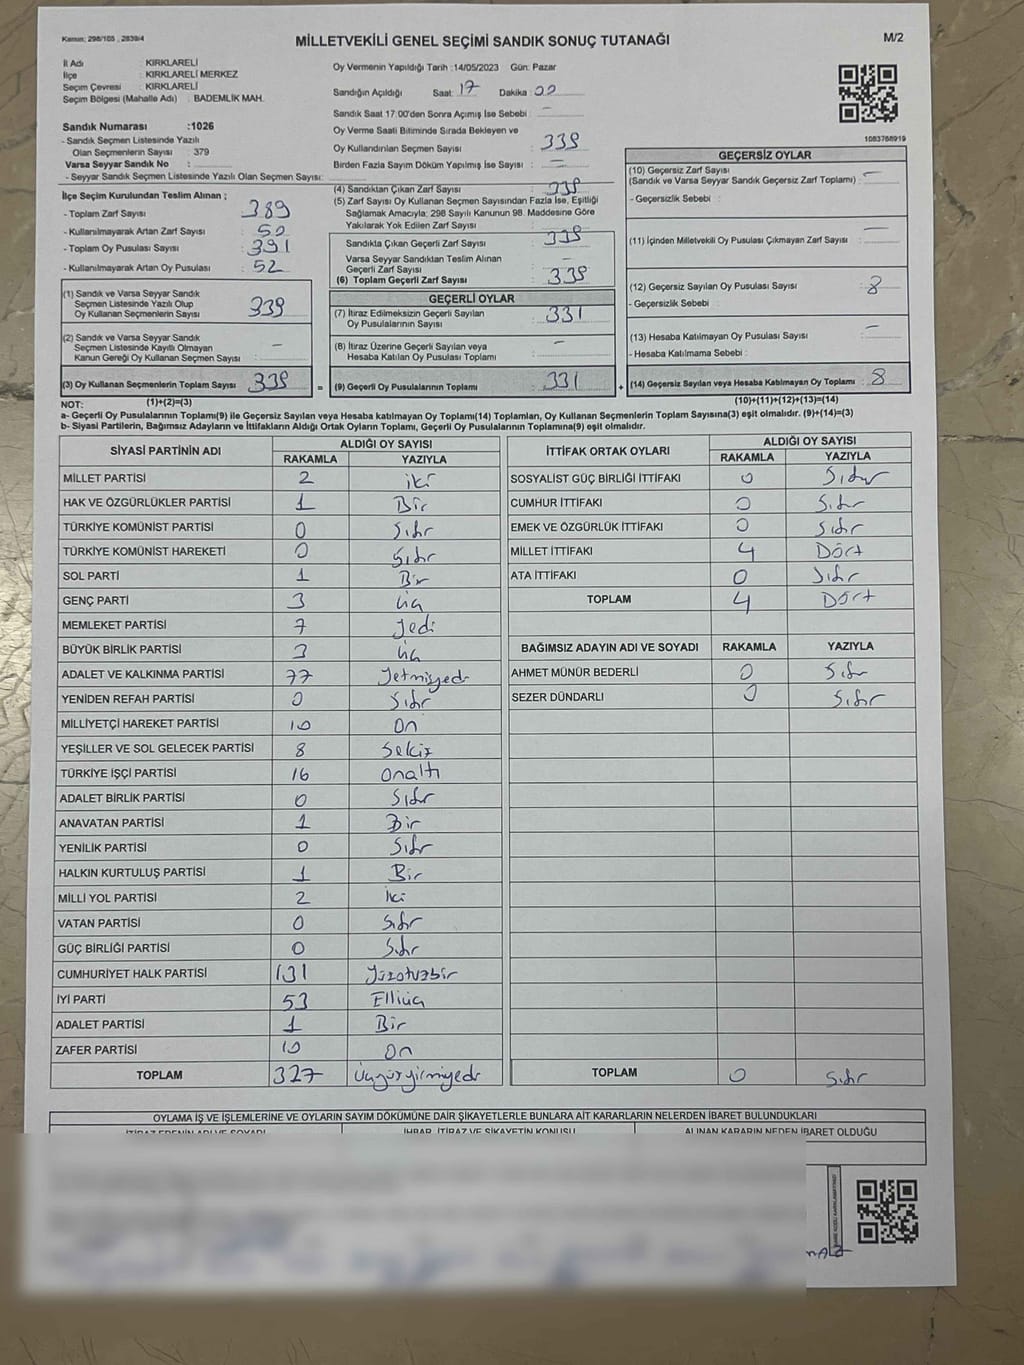 Kanun; 298/105 , 2839/4
MİLLETVEKİLİ GENEL SEÇİMİ SANDIK SONUÇ TUTANAĞI
M/2
İl Adı : KIRKLARELİ
İlçe : KIRKLARELİ MERKEZ
Seçim Çevresi : KIRKLARELİ
Seçim Bölgesi (Mahalle Adı) : BADEMLİK MAH.
Oy Vermenin Yapıldığı Tarih :14/05/2023 Gün: Pazar
Sandığın Açıldığı Saat: 17 Dakika : 00
Sandık Saat 17:00'den Sonra Açımış İse Sebebi : -
Oy Verme Saati Bitiminde Sırada Bekleyen ve
Oy Kullandırılan Seçmen Sayısı : 339
Birden Fazla Sayım Döküm Yapılmış İse Sayısı : -
1083768919
Sandık Numarası :1026
- Sandık Seçmen Listesinde Yazılı
Olan Seçmenlerin Sayısı : 379
Varsa Seyyar Sandık No :
- Seyyar Sandık Seçmen Listesinde Yazılı Olan Seçmen Sayısı:
İlçe Seçim Kurulundan Teslim Alınan ;
- Toplam Zarf Sayısı : 389
- Kullanılmayarak Artan Zarf Sayısı : 50
- Toplam Oy Pusulası Sayısı : 391
- Kullanılmayarak Artan Oy Pusulası : 52
(1) Sandık ve Varsa Seyyar Sandık
Seçmen Listesinde Yazılı Olup
Oy Kullanan Seçmenlerin Sayısı : 339
(2) Sandık ve Varsa Seyyar Sandık
Seçmen Listesinde Kayıtlı Olmayan
Kanun Gereği Oy Kullanan Seçmen Sayısı : -
(3) Oy Kullanan Seçmenlerin Toplam Sayısı : 339
(1)+(2)=(3)
(4) Sandıktan Çıkan Zarf Sayısı : 339
(5) Zarf Sayısı Oy Kullanan Seçmen Sayısından Fazla İse, Eşitliği
Sağlamak Amacıyla; 298 Sayılı Kanunun 98. Maddesine Göre
Yakılarak Yok Edilen Zarf Sayısı :
Sandıkta Çıkan Geçerli Zarf Sayısı : 339
Varsa Seyyar Sandıktan Teslim Alınan
Geçerli Zarf Sayısı : -
(6) Toplam Geçerli Zarf Sayısı : 339
GEÇERLİ OYLAR
(7) İtiraz Edilmeksizin Geçerli Sayılan
Oy Pusulalarının Sayısı : 331
(8) İtiraz Üzerine Geçerli Sayılan veya
Hesaba Katılan Oy Pusulası Toplamı : -
= (9) Geçerli Oy Pusulalarının Toplamı : 331
GEÇERSİZ OYLAR
(10) Geçersiz Zarf Sayısı
(Sandık ve Varsa Seyyar Sandık Geçersiz Zarf Toplamı) : -
- Geçersizlik Sebebi :
(11) İçinden Milletvekili Oy Pusulası Çıkmayan Zarf Sayısı : -
(12) Geçersiz Sayılan Oy Pusulası Sayısı : 8
- Geçersizlik Sebebi :
(13) Hesaba Katılmayan Oy Pusulası Sayısı : -
- Hesaba Katılmama Sebebi :
+ (14) Geçersiz Sayılan veya Hesaba Katılmayan Oy Toplamı : 8
(10)+(11)+(12)+(13)=(14)
NOT:
a- Geçerli Oy Pusulalarının Toplamı(9) ile Geçersiz Sayılan veya Hesaba katılmayan Oy Toplamı(14) Toplamları, Oy Kullanan Seçmenlerin Toplam Sayısına(3) eşit olmalıdır. (9)+(14)=(3)
b- Siyasi Partilerin, Bağımsız Adayların ve İttifakların Aldığı Ortak Oyların Toplamı, Geçerli Oy Pusulalarının Toplamına(9) eşit olmalıdır.
SİYASİ PARTİNİN ADI ALDIĞI OY SAYISI
RAKAMLA YAZIYLA
MİLLET PARTİSİ 2 iki
HAK VE ÖZGÜRLÜKLER PARTİSİ 1 Bir
TÜRKİYE KOMÜNİST PARTİSİ 0 Sıfır
TÜRKİYE KOMÜNİST HAREKETİ 0 Sıfır
SOL PARTİ 1 Bir
GENÇ PARTİ 3 üç
MEMLEKET PARTİSİ 7 Yedi
BÜYÜK BİRLİK PARTİSİ 3 üç
ADALET VE KALKINMA PARTİSİ 77 Yetmişyedi
YENİDEN REFAH PARTİSİ 0 Sıfır
MİLLİYETÇİ HAREKET PARTİSİ 10 On
YEŞİLLER VE SOL GELECEK PARTİSİ 8 Sekiz
TÜRKİYE İŞÇİ PARTİSİ 16 Onaltı
ADALET BİRLİK PARTİSİ 0 Sıfır
ANAVATAN PARTİSİ 1 Bir
YENİLİK PARTİSİ 0 Sıfır
HALKIN KURTULUŞ PARTİSİ 1 Bir
MİLLİ YOL PARTİSİ 2 iki
VATAN PARTİSİ 0 Sıfır
GÜÇ BİRLİĞİ PARTİSİ 0 Sıfır
CUMHURİYET HALK PARTİSİ 131 Yüzotuzbir
İYİ PARTİ 53 Elliüç
ADALET PARTİSİ 1 Bir
ZAFER PARTİSİ 10 On
TOPLAM 327 Üçyüzyirmiyedi
İTTİFAK ORTAK OYLARI ALDIĞI OY SAYISI
RAKAMLA YAZIYLA
SOSYALİST GÜÇ BİRLİĞİ İTTİFAKI 0 Sıfır
CUMHUR İTTİFAKI 0 Sıfır
EMEK VE ÖZGÜRLÜK İTTİFAKI 0 Sıfır
MİLLET İTTİFAKI 4 Dört
ATA İTTİFAKI 0 Sıfır
TOPLAM 4 Dört
BAĞIMSIZ ADAYIN ADI VE SOYADI RAKAMLA YAZIYLA
AHMET MÜNÜR BEDERLİ 0 Sıfır
SEZER DÜNDARLI 0 Sıfır
TOPLAM 0 Sıfır
OYLAMA İŞ VE İŞLEMLERİNE VE OYLARIN SAYIM DÖKÜMÜNE DAİR ŞİKAYETLERLE BUNLARA AİT KARARLARIN NELERDEN İBARET BULUNDUKLARI
İTİRAZ EDENİN ADI VE SOYADI İHBAR, İTİRAZ VE ŞİKAYETİN KONUSU ALINAN KARARIN NEDEN İBARET OLDUĞU